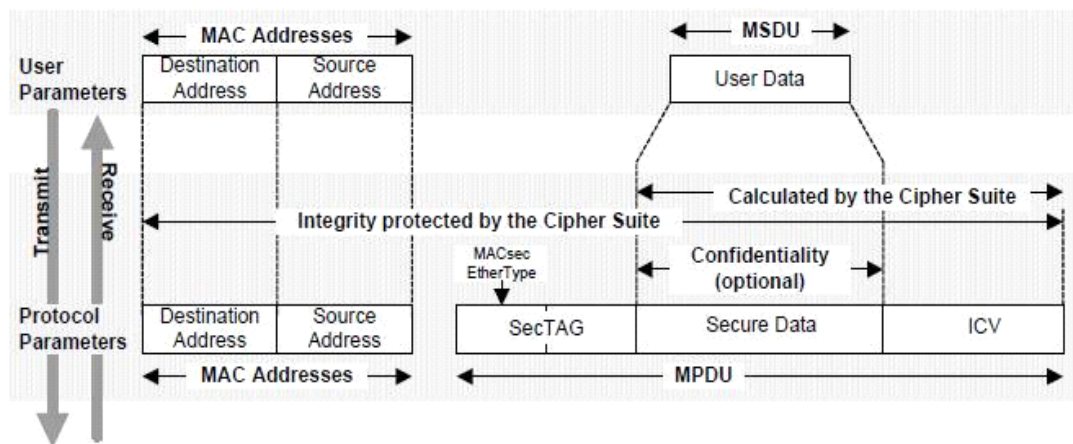 MAC Addresses
MSDU
User
Parameters
Destination
Address
Source
Address
User Data
Transmit
Receive
Calculated by the Cipher Suite
Integrity protected by the Cipher Suite
MACsec
EtherType
Confidentiality
(optional)
Protocol
Parameters
Destination
Address
Source
Address
SecTAG
Secure Data
ICV
MAC Addresses
MPDU